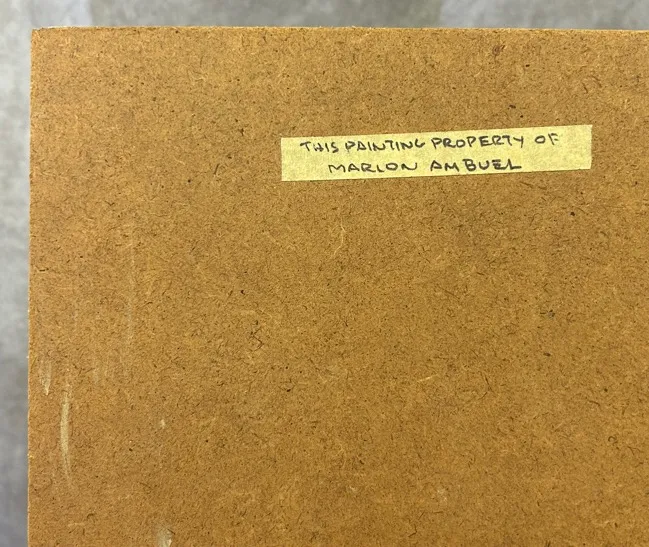 THIS PAINTING PROPERTY OF
MARLON AMBUEL